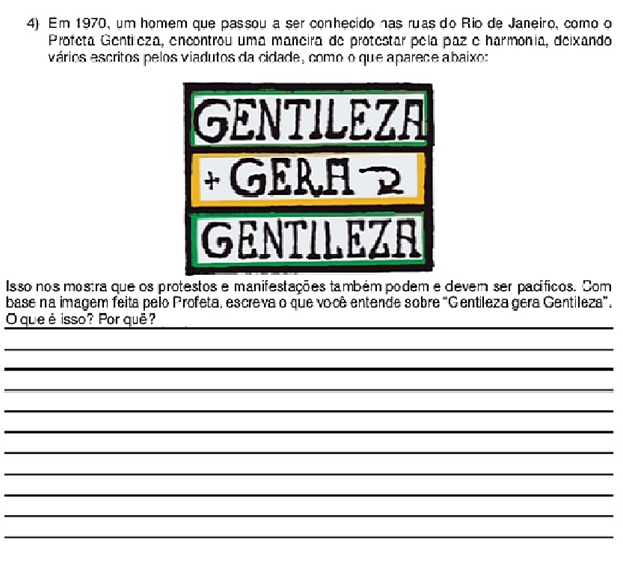 4) Em 1970, um homem que passou a ser conhecido nas ruas do Rio de Janeiro, como o
Profeta Gentileza, encontrou uma maneira de protestar pela paz e harmonia, deixando
vários escritos pelos viadutos da cidade, como o que aparece abaixo:
GENTILEZA
+ GERA
GENTILEZA
Isso nos mostra que os protestos e manifestações também podem e devem ser pacíficos. Com
base na imagem feita pelo Profeta, escreva o que você entende sobre "Gentileza gera Gentileza".
O que é isso? Por quê?